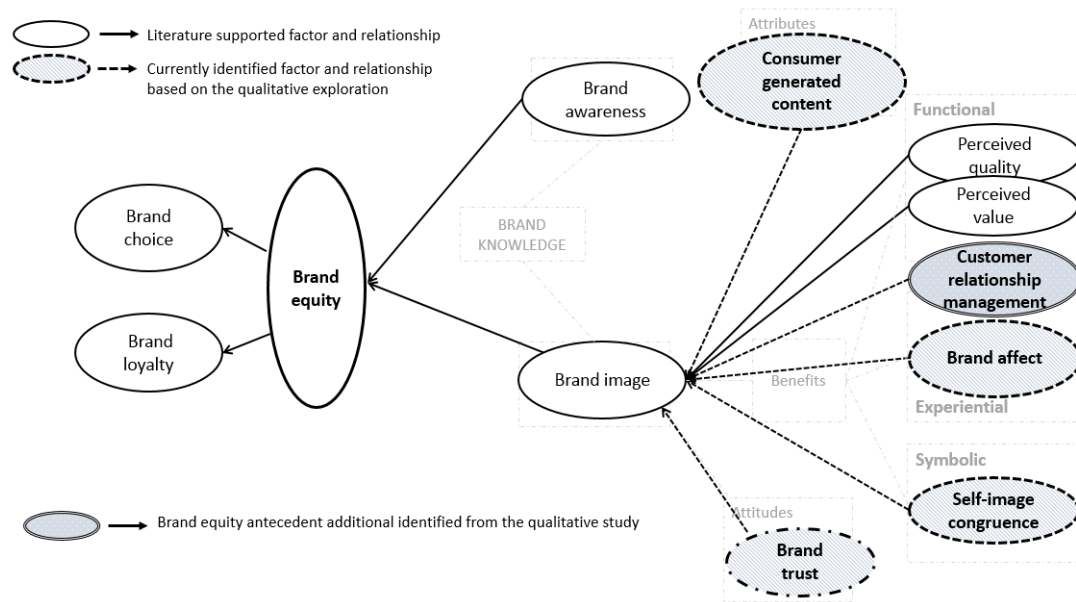 Literature supported factor and relationship
Currently identified factor and relationship
based on the qualitative exploration
Attributes
Consumer
generated
content
Brand
awareness
Functional
Perceived
quality
Perceived
value
Brand
choice
BRAND
KNOWLEDGE
Customer
relationship
management
Brand
equity
Brand
loyalty
Brand image
Benefits
Brand affect
Experiential
Symbolic
Self-image
congruence
Brand equity antecedent additional identified from the qualitative study
Attitudes
Brand
trust